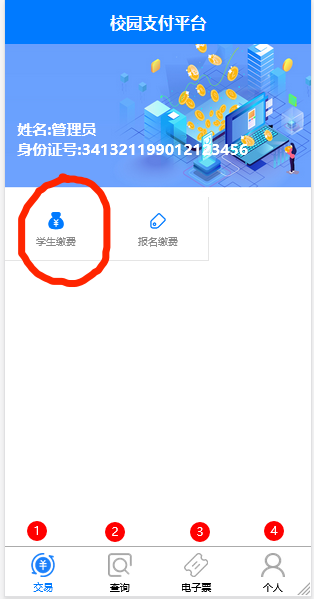 校园支付平台
姓名:管理员
身份证号:341321199012123456
¥
学生缴费 报名缴费
1 2 3 4
¥
交易 查询 电子票 个人